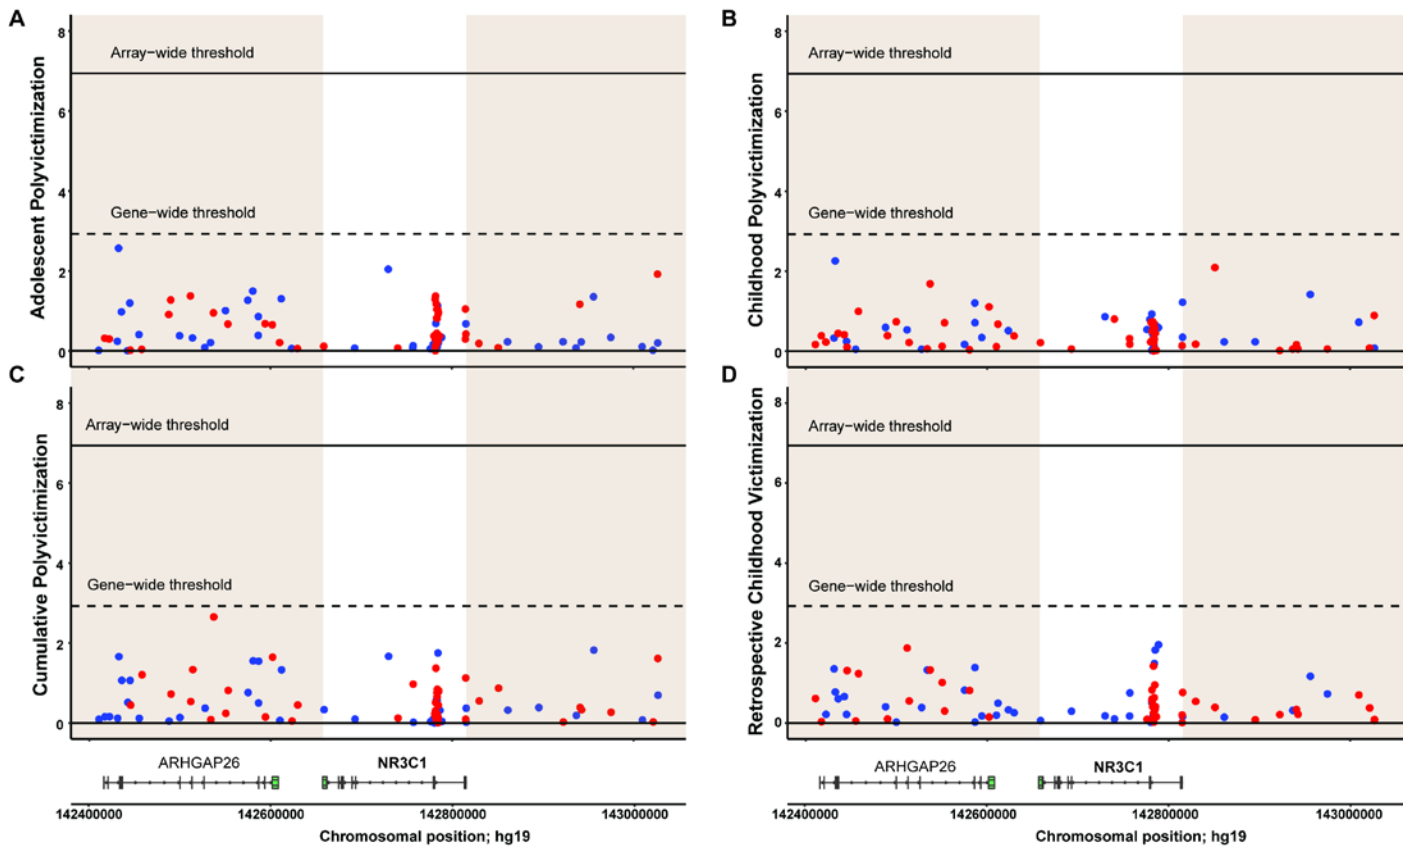 A
Adolescent Polyvictimization
8
6
4
2
0
Array−wide threshold
Gene−wide threshold
B
Childhood Polyvictimization
8
6
4
2
0
Array−wide threshold
Gene−wide threshold
C
Cumulative Polyvictimization
8
6
4
2
0
Array−wide threshold
Gene−wide threshold
ARHGAP26
NR3C1
142400000 142600000 142800000 143000000
Chromosomal position; hg19
D
Retrospective Childhood Victimization
8
6
4
2
0
Array−wide threshold
Gene−wide threshold
ARHGAP26
NR3C1
142400000 142600000 142800000 143000000
Chromosomal position; hg19